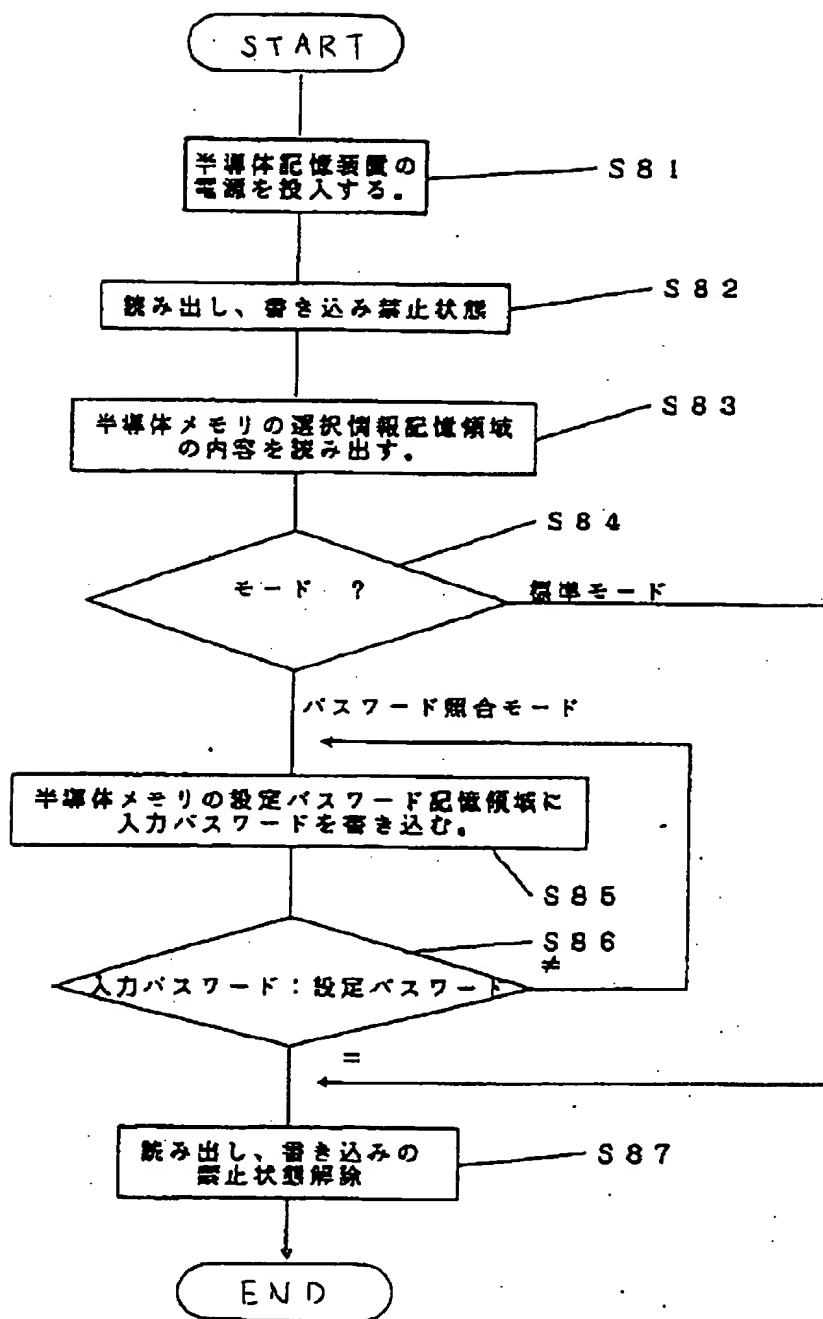 START
半導体記憶装置の
電源を投入する。
S81
読み出し、書き込み禁止状態
S82
半導体メモリの選択情報記憶領域
の内容を読み出す。
S83
S84
モード ?
標準モード
パスワード照合モード
半導体メモリの設定パスワード記憶領域に
入力パスワードを書き込む。
S85
S86
≠
入力パスワード:設定パスワード
=
読み出し、書き込みの
禁止状態解除
S87
END